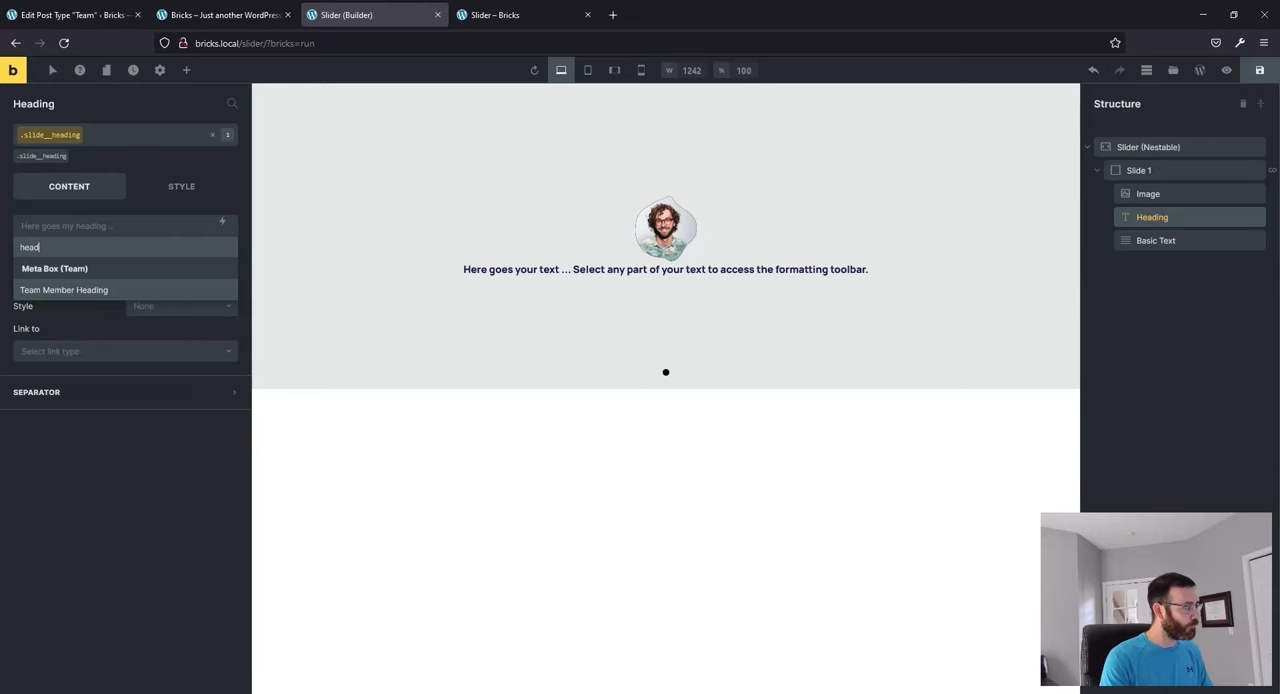 Edit Post Type "Team" ‹ Bricks —
Bricks – Just another WordPress
Slider (Builder)
Slider – Bricks
bricks.local/slider/?bricks=run
b
W 1242 % 100
Heading
.slide__heading × 1
.slide__heading
CONTENT
STYLE
Here goes my heading ..
head
Meta Box (Team)
Team Member Heading
Style
None
Link to
Select link type
SEPARATOR
Here goes your text ... Select any part of your text to access the formatting toolbar.
Structure
Slider (Nestable)
Slide 1
Image
Heading
Basic Text